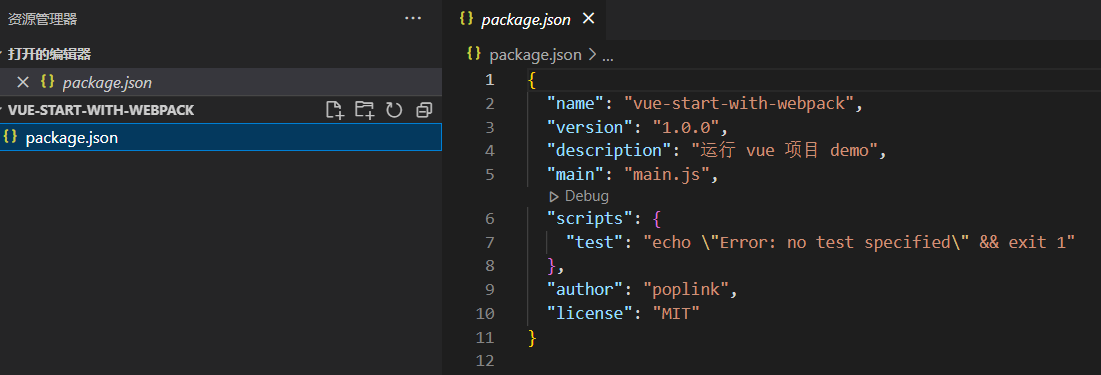 资源管理器
打开的编辑器
package.json
VUE-START-WITH-WEBPACK
package.json
package.json
package.json > ...
1 {
2 "name": "vue-start-with-webpack",
3 "version": "1.0.0",
4 "description": "运行 vue 项目 demo",
5 "main": "main.js",
Debug
6 "scripts": {
7 "test": "echo \"Error: no test specified\" && exit 1"
8 },
9 "author": "poplink",
10 "license": "MIT"
11 }
12